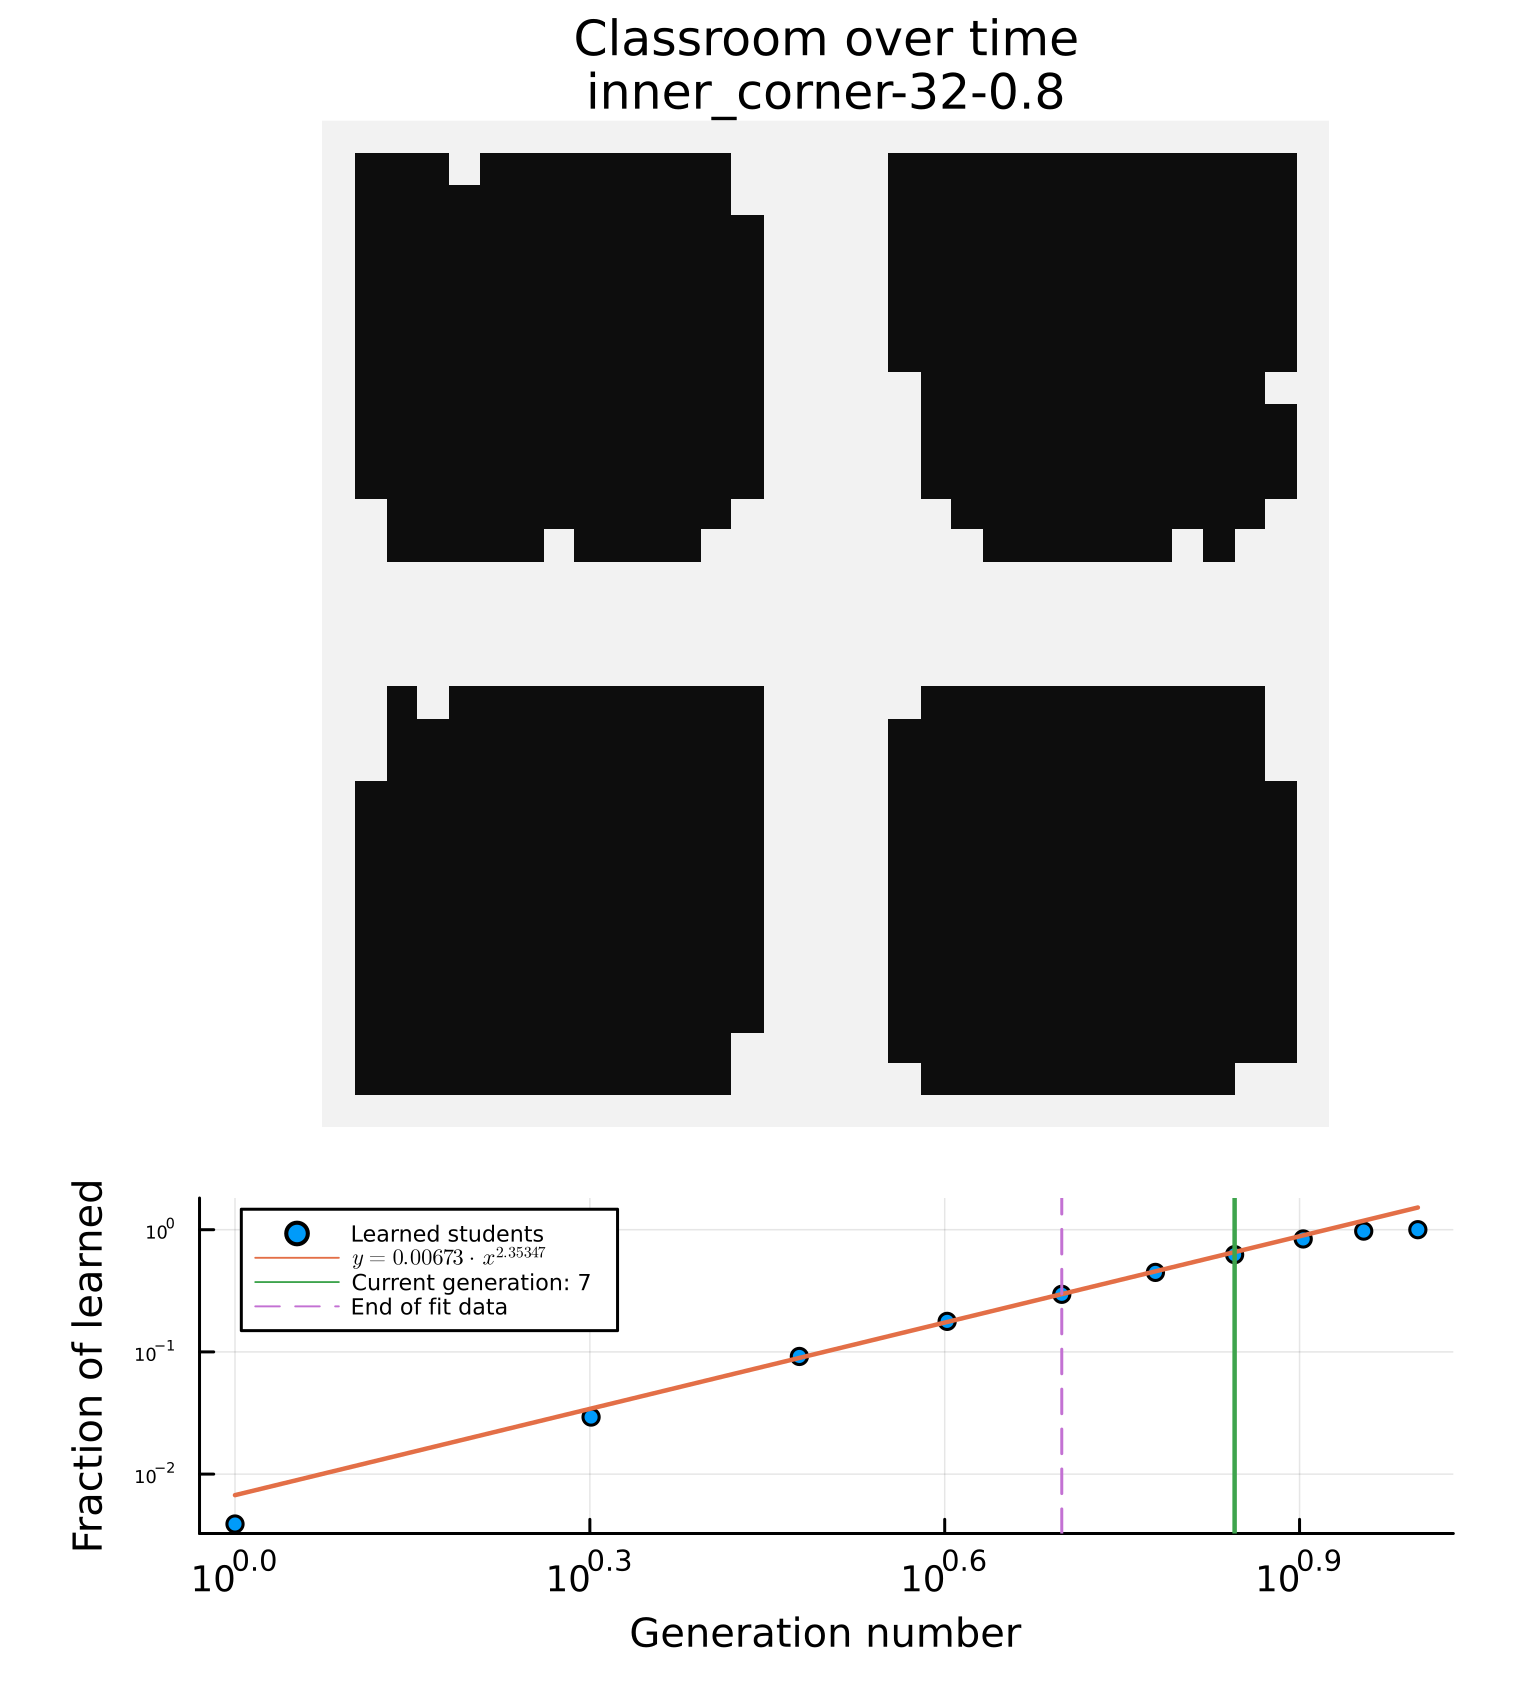 Classroom over time
inner_corner-32-0.8
Fraction of learned
10^0
10^-1
10^-2
Learned students
y = 0.00673 · x^2.35347
Current generation: 7
End of fit data
10^0.0 10^0.3 10^0.6 10^0.9
Generation number